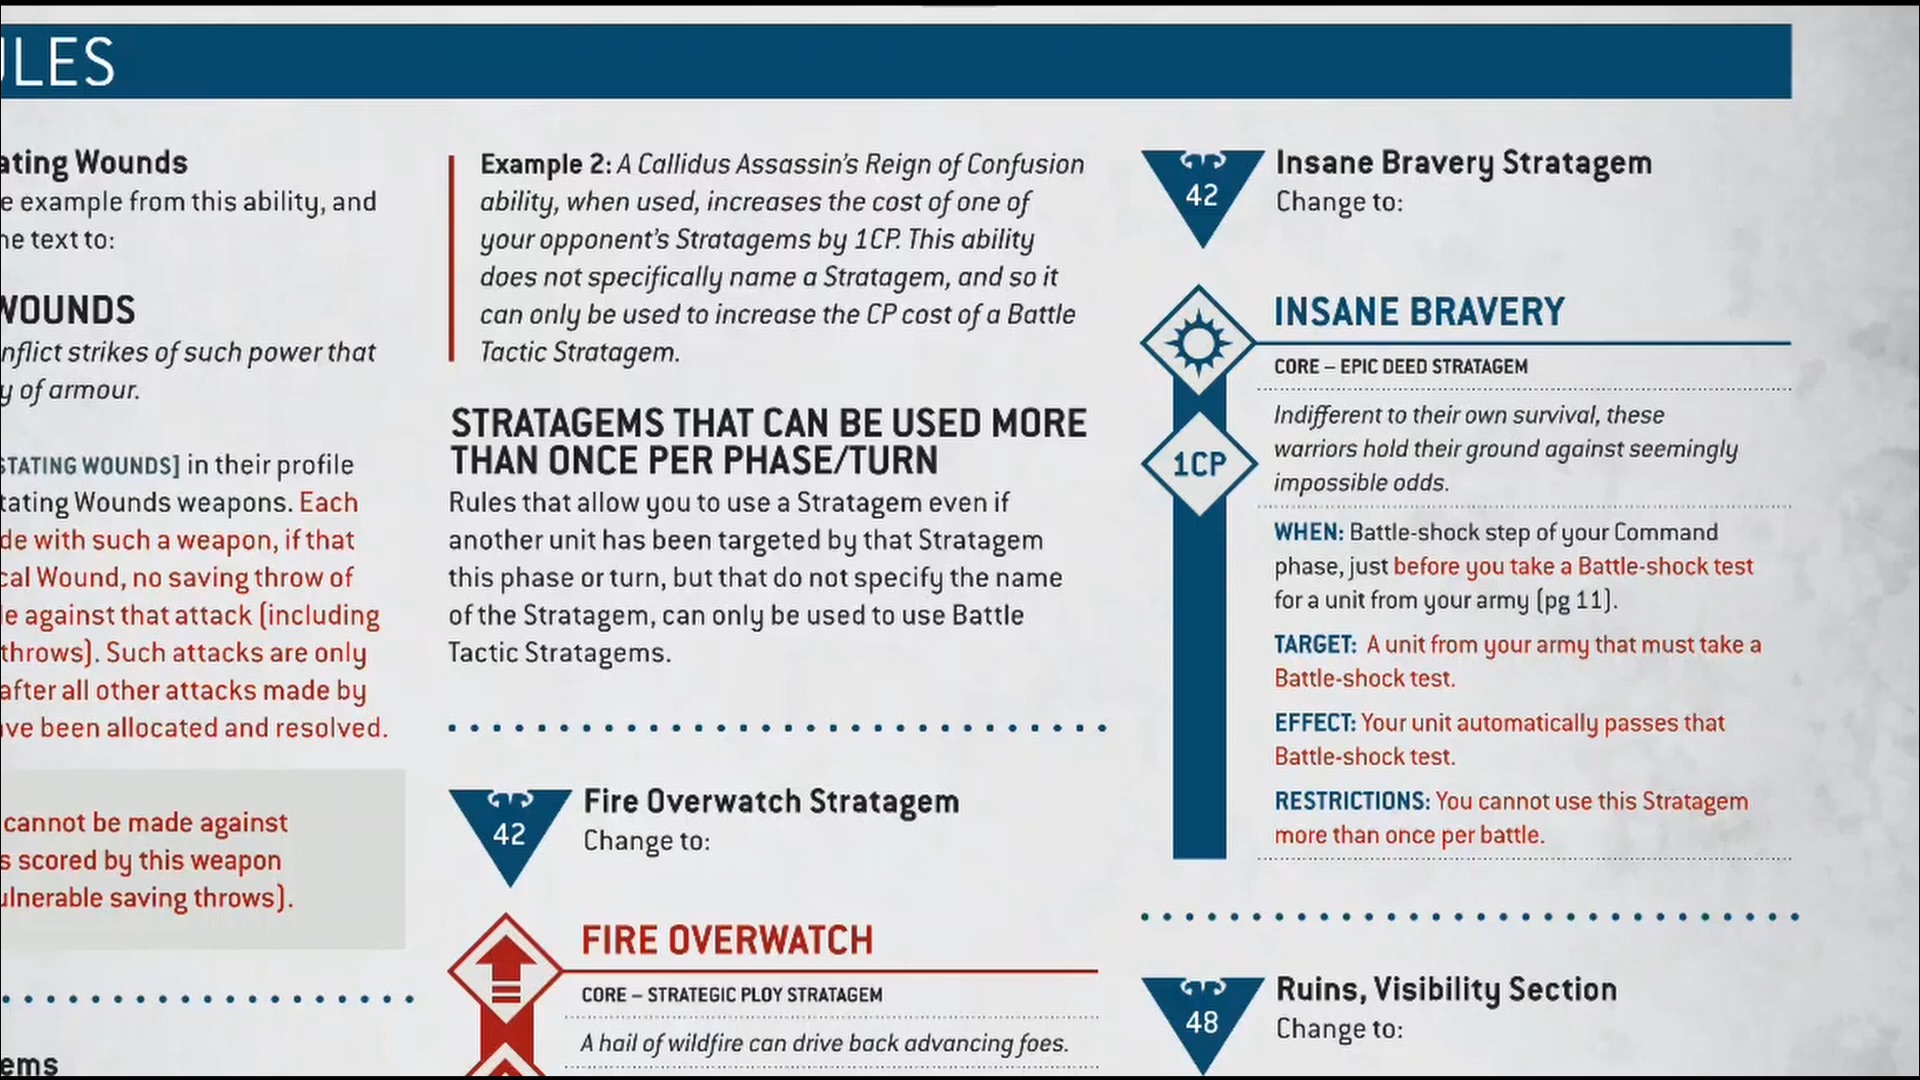 ULES
ating Wounds
e example from this ability, and
ne text to:
WOUNDS
nflict strikes of such power that
y of armour.
STATING WOUNDS] in their profile
tating Wounds weapons. Each
de with such a weapon, if that
cal Wound, no saving throw of
le against that attack (including
throws). Such attacks are only
after all other attacks made by
ve been allocated and resolved.
cannot be made against
s scored by this weapon
ulnerable saving throws).
ems
Example 2: A Callidus Assassin's Reign of Confusion
ability, when used, increases the cost of one of
your opponent's Stratagems by 1CP. This ability
does not specifically name a Stratagem, and so it
can only be used to increase the CP cost of a Battle
Tactic Stratagem.
STRATAGEMS THAT CAN BE USED MORE
THAN ONCE PER PHASE/TURN
Rules that allow you to use a Stratagem even if
another unit has been targeted by that Stratagem
this phase or turn, but that do not specify the name
of the Stratagem, can only be used to use Battle
Tactic Stratagems.
42
Fire Overwatch Stratagem
Change to:
FIRE OVERWATCH
CORE – STRATEGIC PLOY STRATAGEM
A hail of wildfire can drive back advancing foes.
42
Insane Bravery Stratagem
Change to:
INSANE BRAVERY
CORE – EPIC DEED STRATAGEM
1CP
Indifferent to their own survival, these
warriors hold their ground against seemingly
impossible odds.
WHEN: Battle-shock step of your Command
phase, just before you take a Battle-shock test
for a unit from your army (pg 11).
TARGET: A unit from your army that must take a
Battle-shock test.
EFFECT: Your unit automatically passes that
Battle-shock test.
RESTRICTIONS: You cannot use this Stratagem
more than once per battle.
48
Ruins, Visibility Section
Change to: